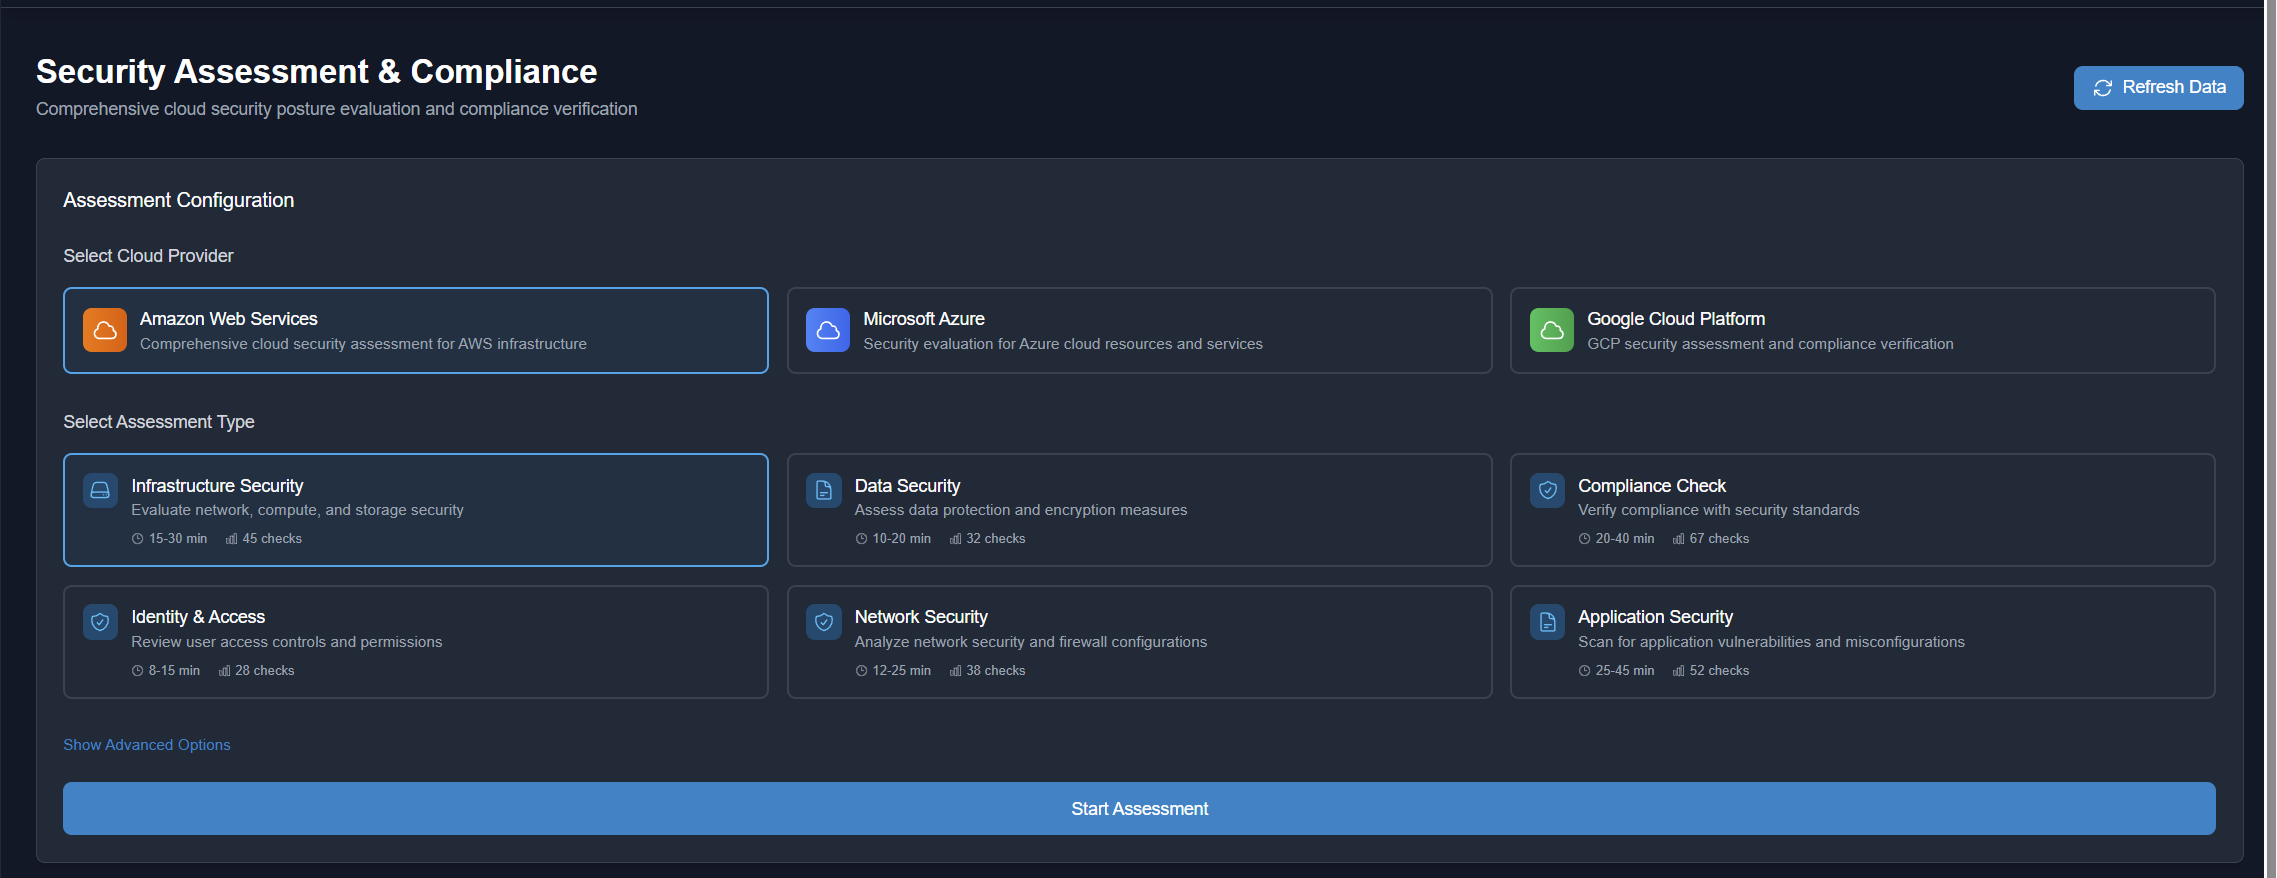 Security Assessment & Compliance
Comprehensive cloud security posture evaluation and compliance verification
Refresh Data
Assessment Configuration
Select Cloud Provider
Amazon Web Services
Comprehensive cloud security assessment for AWS infrastructure
Microsoft Azure
Security evaluation for Azure cloud resources and services
Google Cloud Platform
GCP security assessment and compliance verification
Select Assessment Type
Infrastructure Security
Evaluate network, compute, and storage security
15-30 min 45 checks
Data Security
Assess data protection and encryption measures
10-20 min 32 checks
Compliance Check
Verify compliance with security standards
20-40 min 67 checks
Identity & Access
Review user access controls and permissions
8-15 min 28 checks
Network Security
Analyze network security and firewall configurations
12-25 min 38 checks
Application Security
Scan for application vulnerabilities and misconfigurations
25-45 min 52 checks
Show Advanced Options
Start Assessment